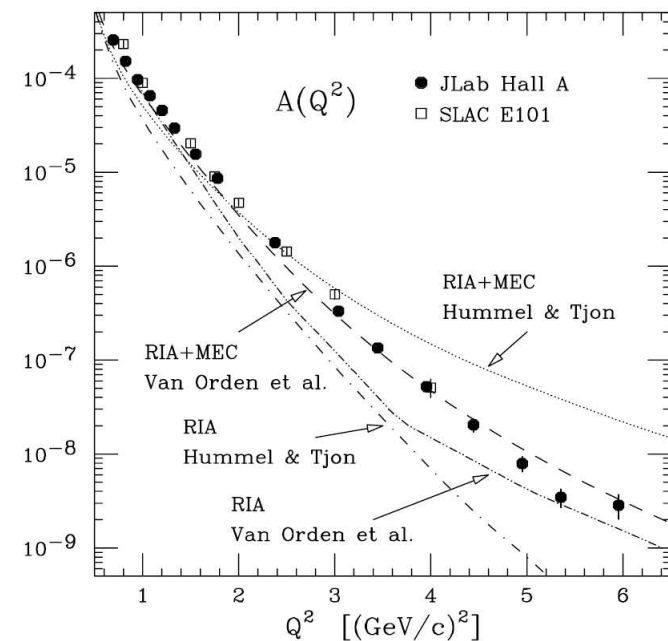 A(Q²)
JLab Hall A
SLAC E101
RIA+MEC
Hummel & Tjon
RIA+MEC
Van Orden et al.
RIA
Hummel & Tjon
RIA
Van Orden et al.
10⁻⁴
10⁻⁵
10⁻⁶
10⁻⁷
10⁻⁸
10⁻⁹
1 2 3 4 5 6
Q² [(GeV/c)²]